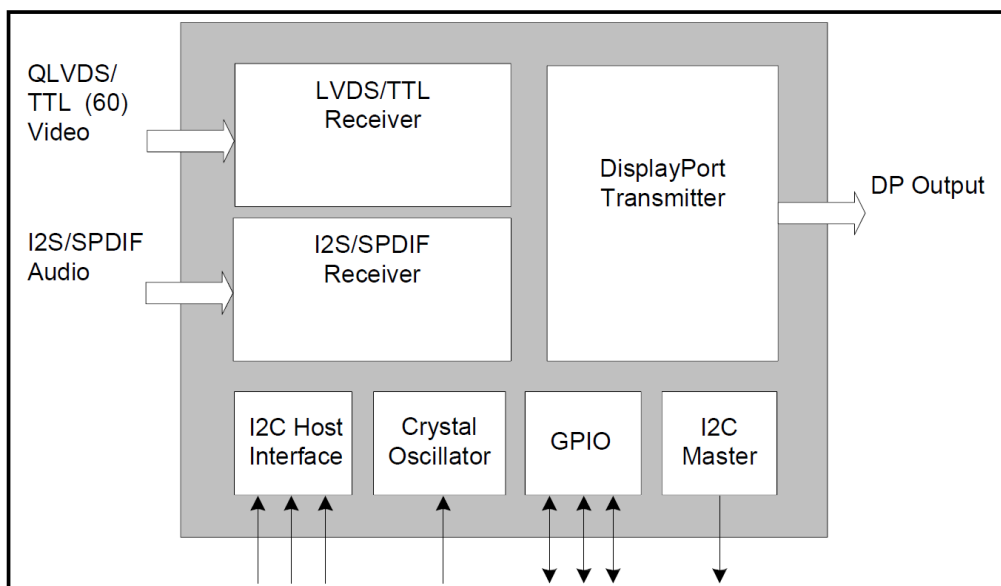 QLVDS/
TTL (60)
Video
LVDS/TTL
Receiver
DisplayPort
Transmitter
DP Output
I2S/SPDIF
Audio
I2S/SPDIF
Receiver
I2C Host
Interface
Crystal
Oscillator
GPIO
I2C
Master